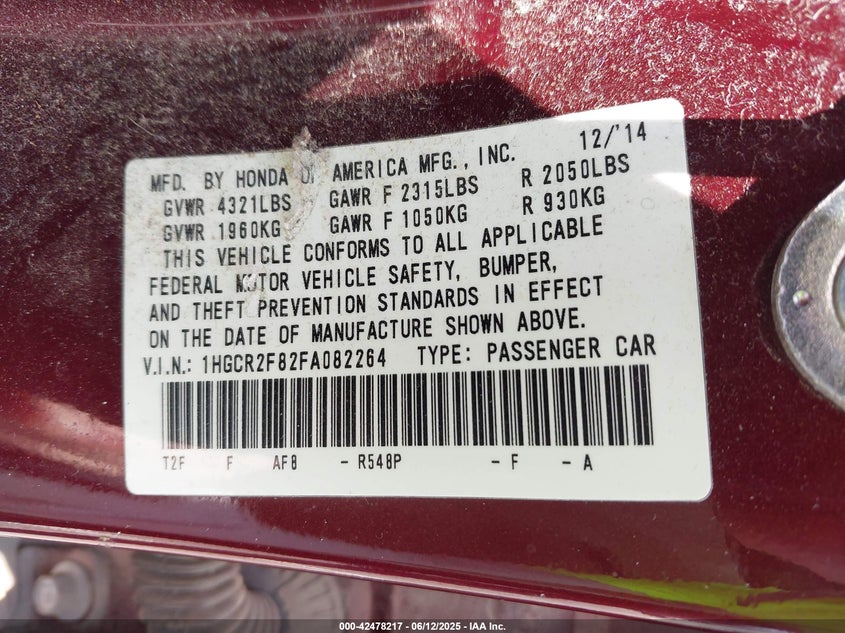 MFD. BY HONDA OF AMERICA MFG., INC. 12/'14
GVWR 4321LBS GAWR F 2315LBS R 2050LBS
GVWR 1960KG GAWR F 1050KG R 930KG
THIS VEHICLE CONFORMS TO ALL APPLICABLE
FEDERAL MOTOR VEHICLE SAFETY, BUMPER,
AND THEFT PREVENTION STANDARDS IN EFFECT
ON THE DATE OF MANUFACTURE SHOWN ABOVE.
V.I.N.: 1HGCR2F82FA082264 TYPE: PASSENGER CAR
T2F F AF8 - R548P - F - A
000-42478217 - 06/12/2025 - IAA Inc.